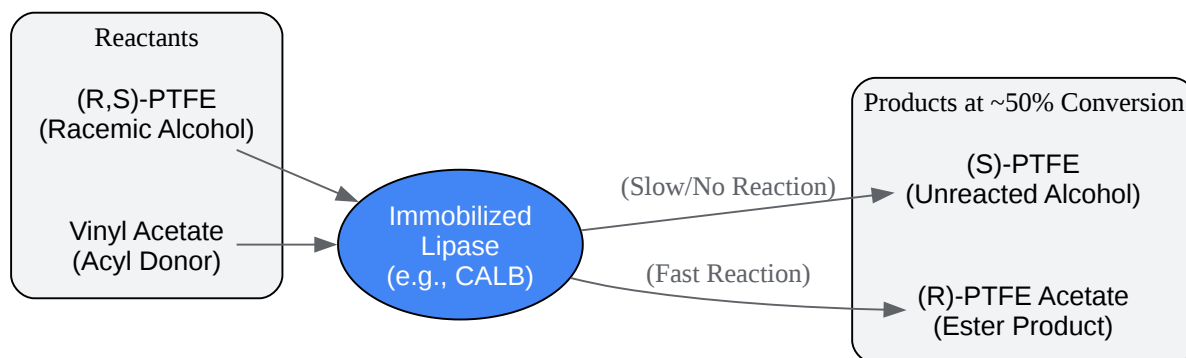 Reactants
(R,S)-PTFE
(Racemic Alcohol)
Vinyl Acetate
(Acyl Donor)
Immobilized
Lipase
(e.g., CALB)
(Slow/No Reaction)
(Fast Reaction)
Products at ~50% Conversion
(S)-PTFE
(Unreacted Alcohol)
(R)-PTFE Acetate
(Ester Product)